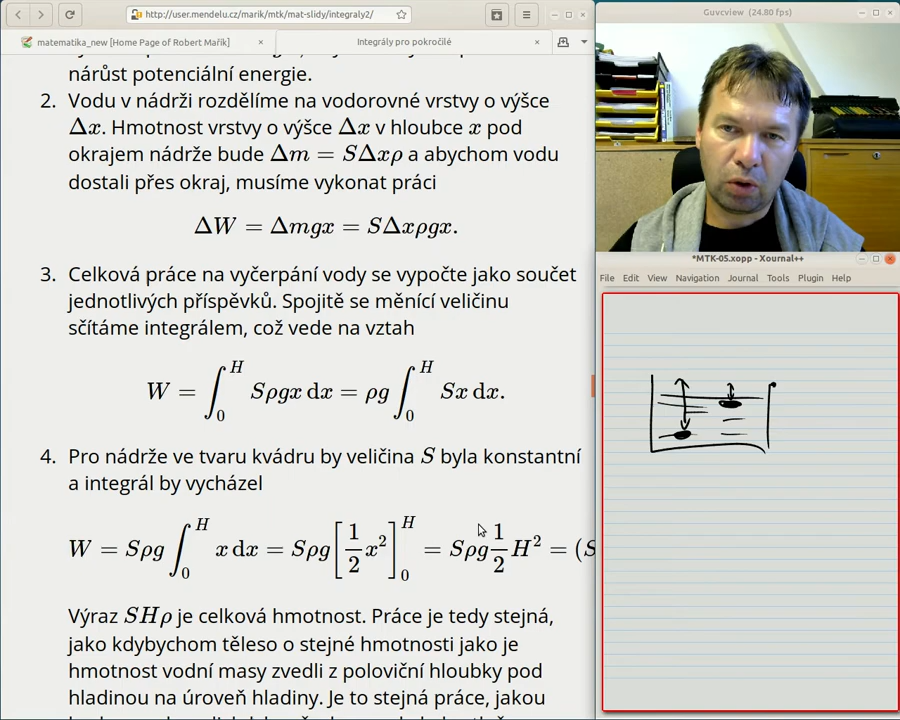 http://user.mendelu.cz/marik/mtk/mat-slidy/integraly2/
matematika_new [Home Page of Robert Mařík]
Integrály pro pokročilé
nárůst potenciální energie.
2. Vodu v nádrži rozdělíme na vodorovné vrstvy o výšce
Δx. Hmotnost vrstvy o výšce Δx v hloubce x pod
okrajem nádrže bude Δm = SΔxρ a abychom vodu
dostali přes okraj, musíme vykonat práci
ΔW = Δmgx = SΔxρgx.
3. Celková práce na vyčerpání vody se vypočte jako součet
jednotlivých příspěvků. Spojitě se měnící veličinu
sčítáme integrálem, což vede na vztah
W = ∫₀ᴴ Sρgx dx = ρg ∫₀ᴴ Sx dx.
4. Pro nádrže ve tvaru kvádru by veličina S byla konstantní
a integrál by vycházel
W = Sρg ∫₀ᴴ x dx = Sρg [1/2 x²]₀ᴴ = Sρg 1/2 H² = (S
Výraz SHρ je celková hmotnost. Práce je tedy stejná,
jako kdybychom těleso o stejné hmotnosti jako je
hmotnost vodní masy zvedli z poloviční hloubky pod
hladinou na úroveň hladiny. Je to stejná práce, jakou
Guvcview (24.80 fps)
*MTK-05.xopp - Xournal++
File Edit View Navigation Journal Tools Plugin Help